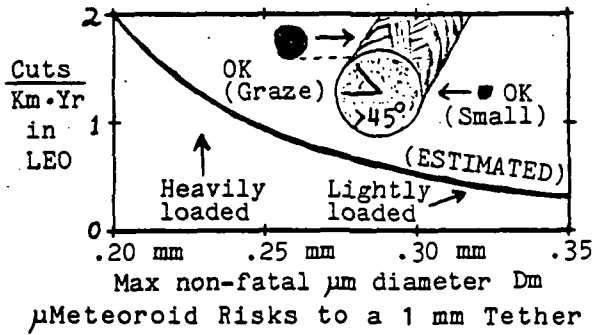 2
Cuts
Km·Yr
in
LEO
1
0
OK
(Graze)
>45°
OK
(Small)
(ESTIMATED)
Heavily
loaded
Lightly
loaded
.20 mm .25 mm .30 mm .35
Max non-fatal μm diameter Dm
μMeteoroid Risks to a 1 mm Tether